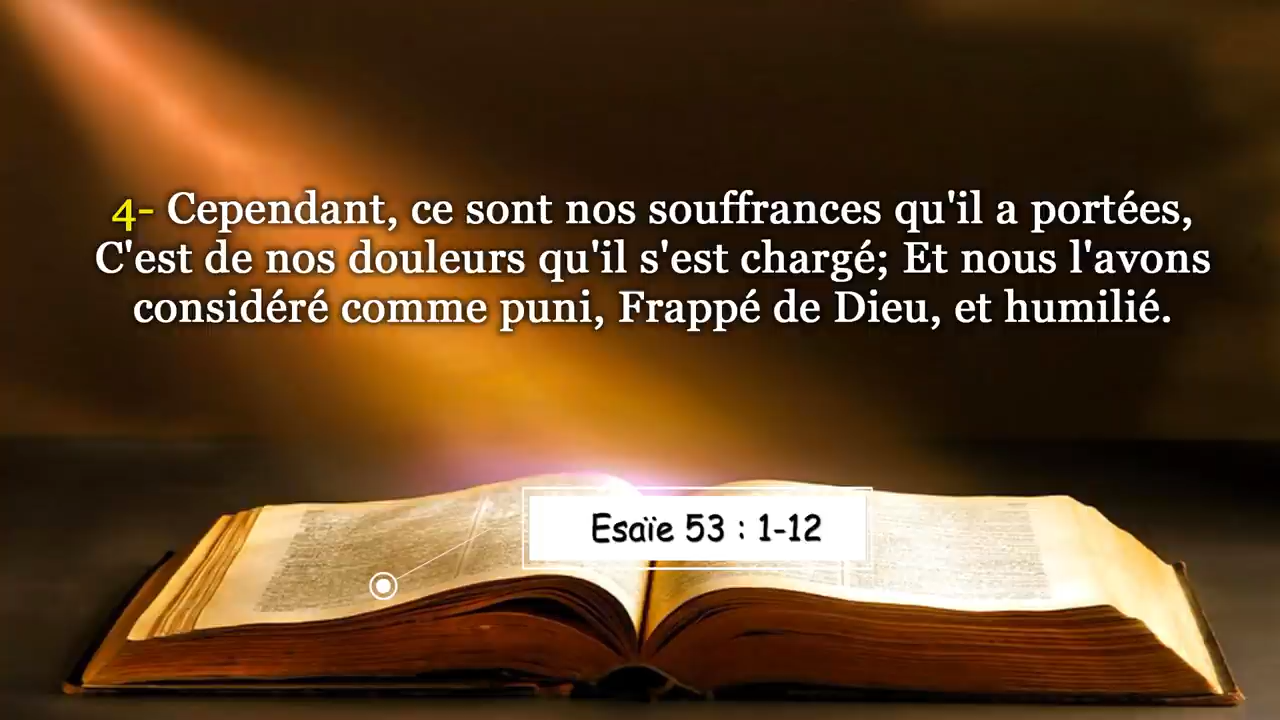 4- Cependant, ce sont nos souffrances qu'il a portées,
C'est de nos douleurs qu'il s'est chargé; Et nous l'avons
considéré comme puni, Frappé de Dieu, et humilié.
Esaïe 53 : 1-12